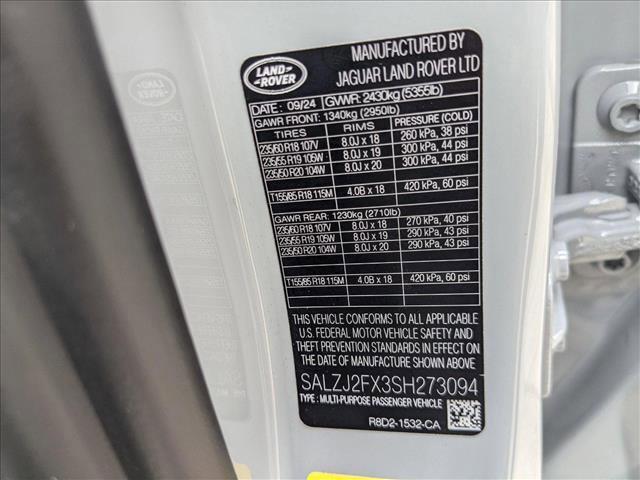 LAND-
ROVER
MANUFACTURED BY
JAGUAR LAND ROVER LTD
DATE : 09/24 GVWR: 2430kg (5355lb)
GAWR FRONT: 1340kg (2950lb)
TIRES RIMS PRESSURE (COLD)
235/60 R18 107V 8.0J x 18 260 kPa, 38 psi
235/55 R19 105W 8.0J x 19 300 kPa, 44 psi
235/50 R20 104W 8.0J x 20 300 kPa, 44 psi
T155/85 R18 115M 4.0B x 18 420 kPa, 60 psi
GAWR REAR: 1230kg (2710lb)
235/60 R18 107V 8.0J x 18 270 kPa, 40 psi
235/55 R19 105W 8.0J x 19 290 kPa, 43 psi
235/50 R20 104W 8.0J x 20 290 kPa, 43 psi
T155/85 R18 115M 4.0B x 18 420 kPa, 60 psi
THIS VEHICLE CONFORMS TO ALL APPLICABLE
U.S. FEDERAL MOTOR VEHICLE SAFETY AND
THEFT PREVENTION STANDARDS IN EFFECT ON
THE DATE OF MANUFACTURE SHOWN ABOVE
SALZJ2FX3SH273094
TYPE : MULTI-PURPOSE PASSENGER VEHICLE
R8D2-1532-CA